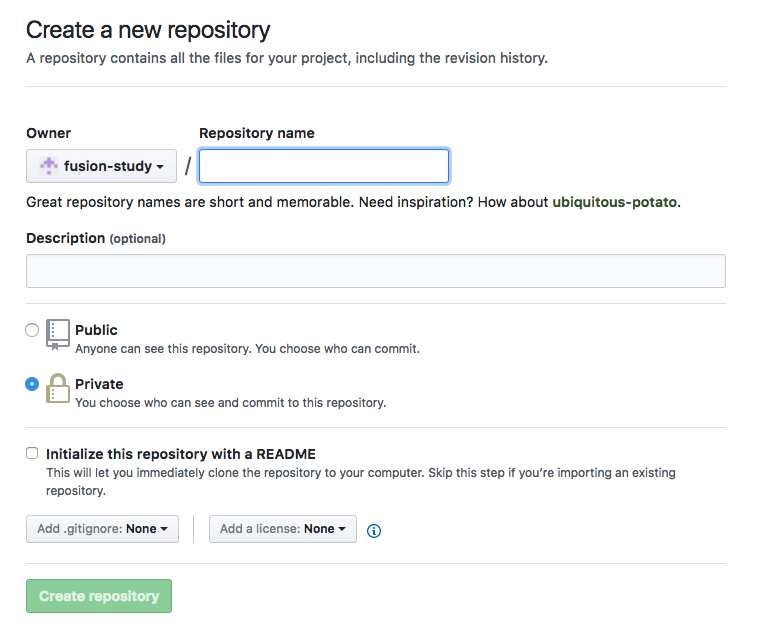 Create a new repository
A repository contains all the files for your project, including the revision history.
Owner
Repository name
fusion-study
/
Great repository names are short and memorable. Need inspiration? How about ubiquitous-potato.
Description (optional)
Public
Anyone can see this repository. You choose who can commit.
Private
You choose who can see and commit to this repository.
Initialize this repository with a README
This will let you immediately clone the repository to your computer. Skip this step if you’re importing an existing
repository.
Add .gitignore: None
Add a license: None
Create repository